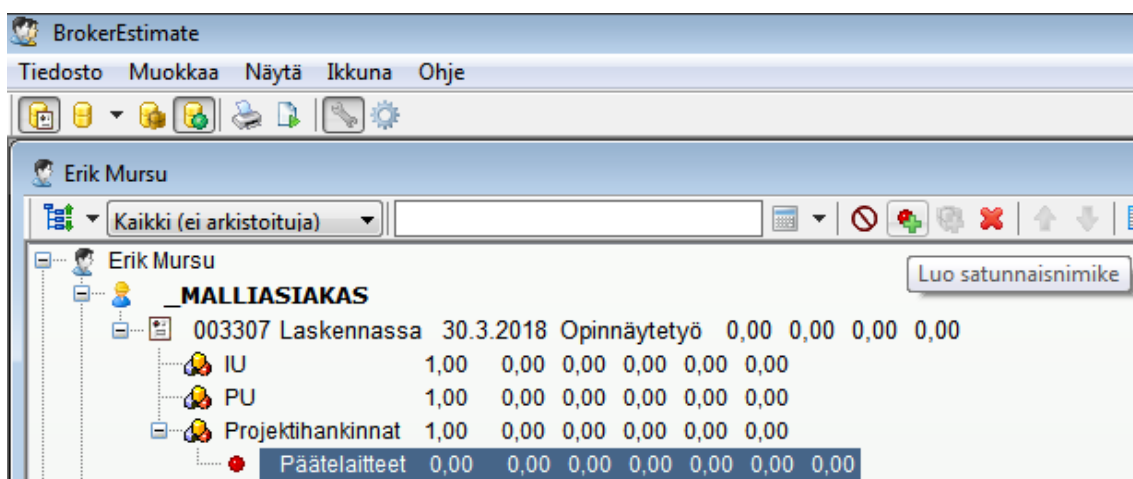 BrokerEstimate
Tiedosto Muokkaa Näytä Ikkuna Ohje
Erik Mursu
Kaikki (ei arkistoituja)
Erik Mursu
Luo satunnaisnimike
_MALLIASIAKAS
003307 Laskennassa 30.3.2018 Opinnäytetyö 0,00 0,00 0,00 0,00
IU 1,00 0,00 0,00 0,00 0,00 0,00
PU 1,00 0,00 0,00 0,00 0,00 0,00
Projektihankinnat 1,00 0,00 0,00 0,00 0,00 0,00
Päätelaitteet 0,00 0,00 0,00 0,00 0,00 0,00 0,00